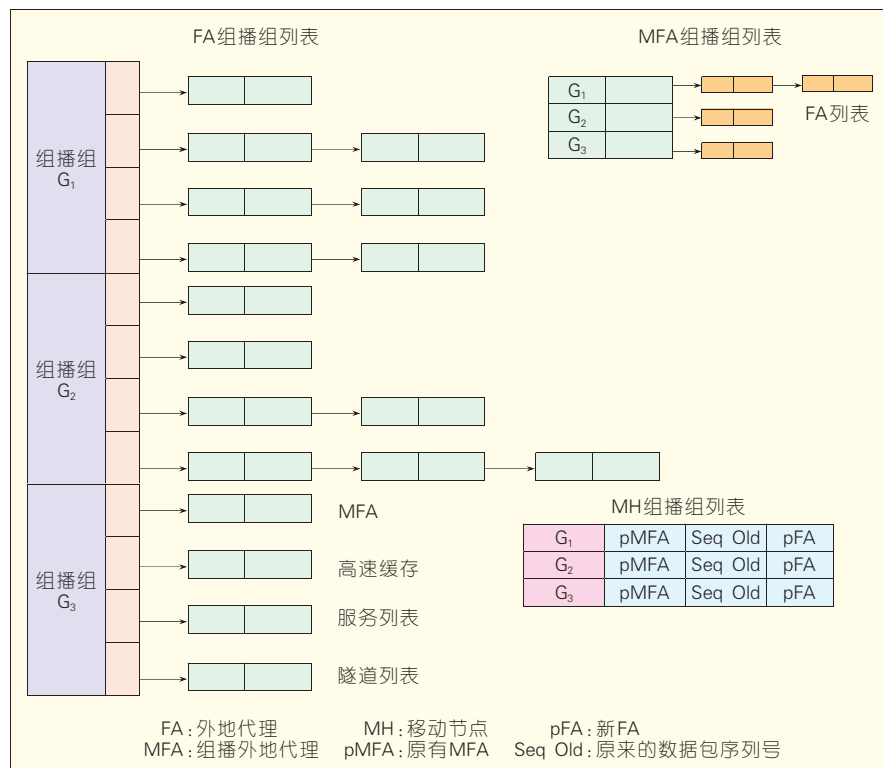 FA组播组列表
MFA组播组列表
G1
G2
G3
FA列表
组播组
G1
组播组
G2
组播组
G3
MFA
高速缓存
服务列表
隧道列表
MH组播组列表
G1 pMFA Seq Old pFA
G2 pMFA Seq Old pFA
G3 pMFA Seq Old pFA
FA:外地代理 MH:移动节点 pFA:新FA
MFA:组播外地代理 pMFA:原有MFA Seq Old:原来的数据包序列号